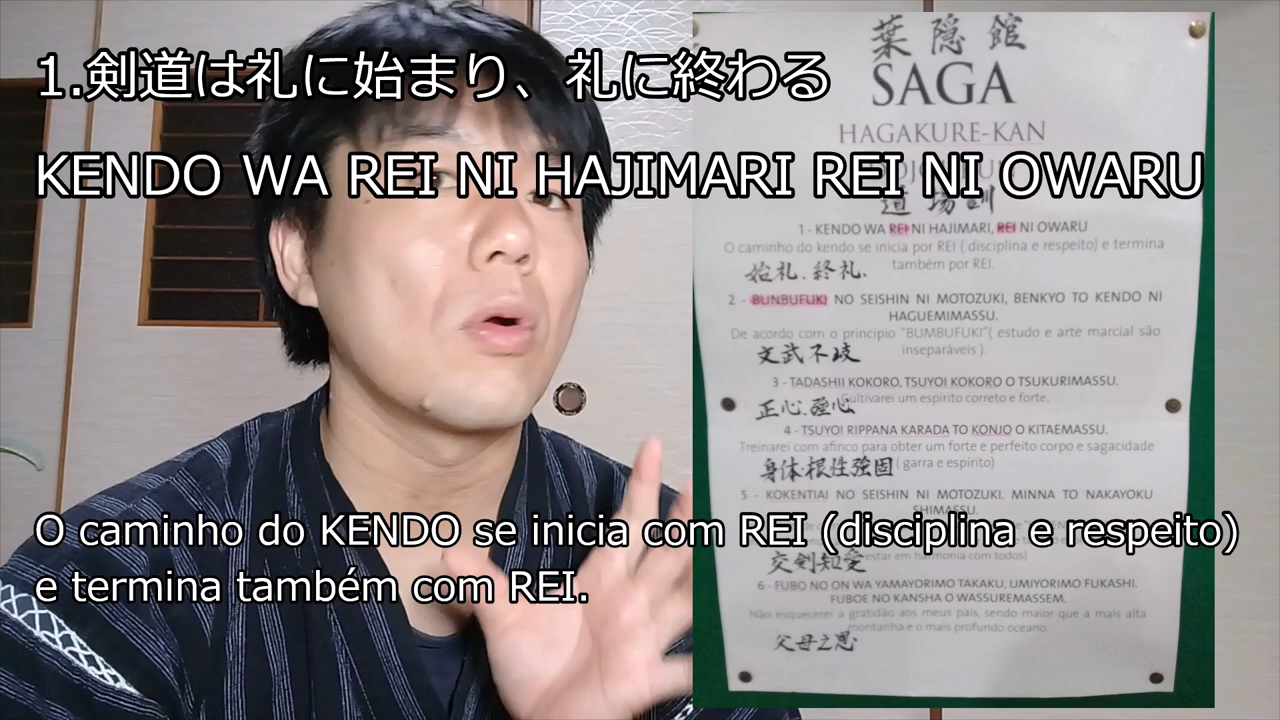 1.剣道は礼に始まり、礼に終わる
KENDO WA REI NI HAJIMARI REI NI OWARU
O caminho do KENDO se inicia com REI (disciplina e respeito)
e termina também com REI.
葉隠館
SAGA
HAGAKURE-KAN
道場訓
1 - KENDO WA REI NI HAJIMARI, REI NI OWARU
O caminho do kendo se inicia por REI ( disciplina e respeito) e termina
também por REI.
始礼.終礼.
2 - BUNBUFUKI NO SEISHIN NI MOTOZUKI, BENKYO TO KENDO NI
HAGUEMIMASSU.
De acordo com o principio "BUMBUFUKI"( estudo e arte marcial são
inseparáveis ).
文武不岐
3 - TADASHII KOKORO, TSUYOI KOKORO O TSUKURIMASSU.
Cultivarei um espírito correto e forte.
正心.强心
4 - TSUYOI RIPPANA KARADA TO KONJO O KITAEMASSU.
Treinarei com afinco para obter um forte e perfeito corpo e sagacidade
( garra e espirito)
身体.根性強固
5 - KOKENTIAI NO SEISHIN NI MOTOZUKI. MINNA TO NAKAYOKU
SHIMASSU.
estar em harmonia com todos)
交剣知愛
6 - FUBO NO ON WA YAMAYORIMO TAKAKU, UMIYORIMO FUKASHI.
FUBOE NO KANSHA O WASSUREMASSEM.
Não esquecerei a gratidão aos meus pais, sendo maior que a mais alta
montanha e o mais profundo oceano.
父母之恩